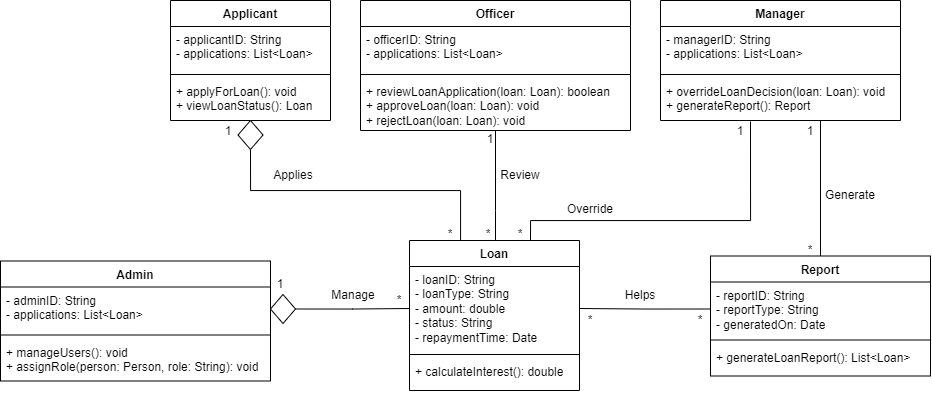 Applicant
- applicantID: String
- applications: List<Loan>
+ applyForLoan(): void
+ viewLoanStatus(): Loan
Officer
- officerID: String
- applications: List<Loan>
+ reviewLoanApplication(loan: Loan): boolean
+ approveLoan(loan: Loan): void
+ rejectLoan(loan: Loan): void
Manager
- managerID: String
- applications: List<Loan>
+ overrideLoanDecision(loan: Loan): void
+ generateReport(): Report
1
1
1
1
Applies
Review
Generate
Override
*
*
*
*
Admin
- adminID: String
- applications: List<Loan>
+ manageUsers(): void
+ assignRole(person: Person, role: String): void
1
Manage
*
Loan
- loanID: String
- loanType: String
- amount: double
- status: String
- repaymentTime: Date
+ calculateInterest(): double
Helps
*
*
Report
- reportID: String
- reportType: String
- generatedOn: Date
+ generateLoanReport(): List<Loan>